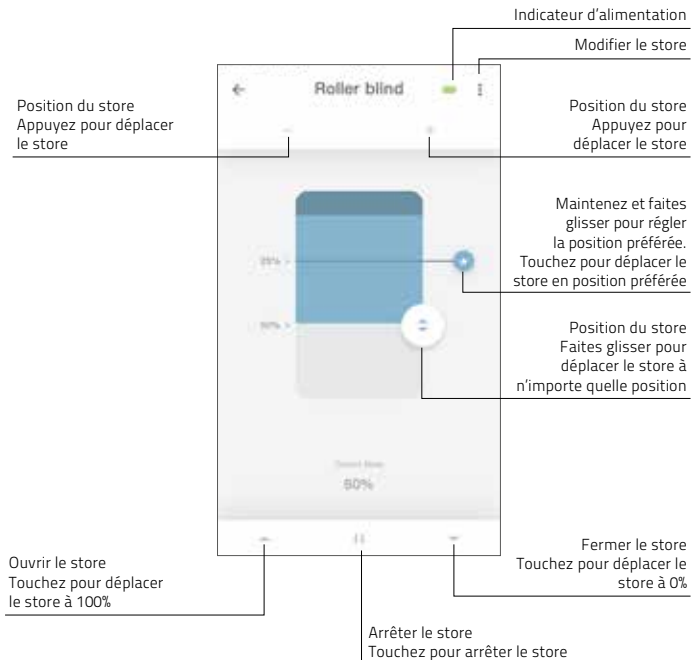 Indicateur d'alimentation
Modifier le store
Roller blind
Position du store
Appuyez pour déplacer
le store
Position du store
Appuyez pour
déplacer le store
Maintenez et faites
glisser pour régler
la position préférée.
Touchez pour déplacer le
store en position préférée
25%
50%
Position du store
Faites glisser pour
déplacer le store à
n'importe quelle position
50%
Ouvrir le store
Touchez pour déplacer
le store à 100%
Fermer le store
Touchez pour déplacer le
store à 0%
Arrêter le store
Touchez pour arrêter le store